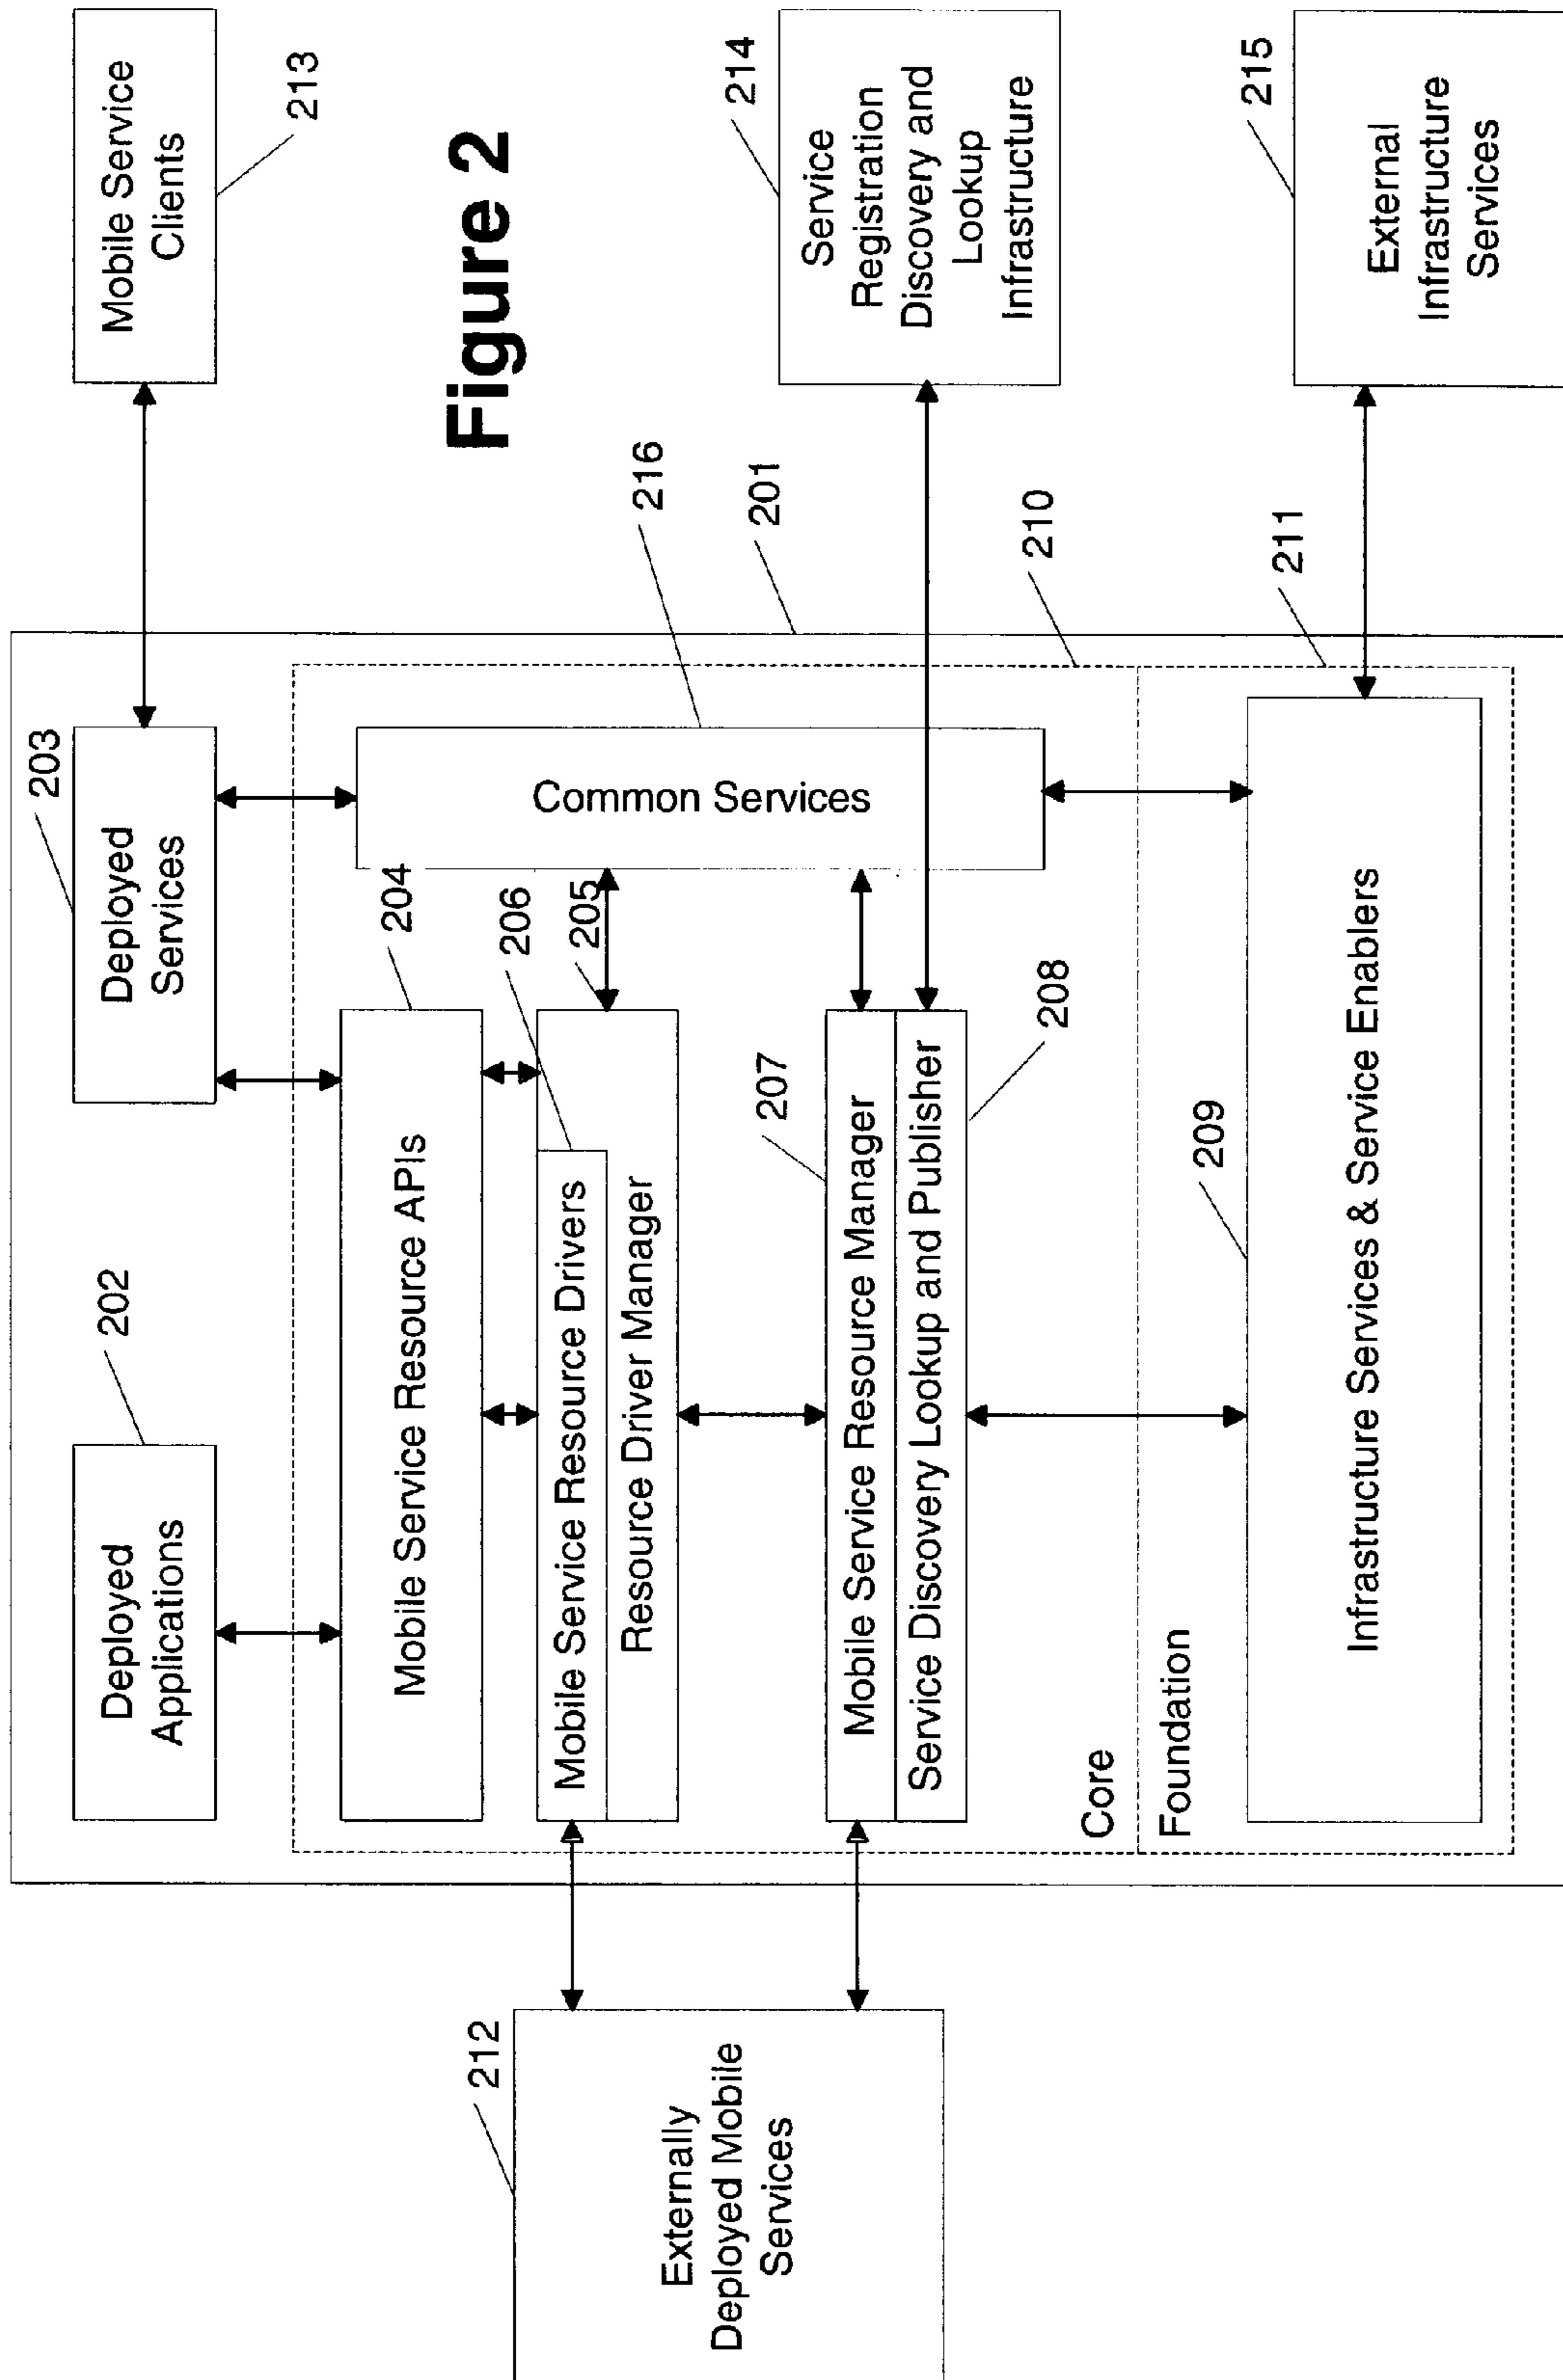 Figure 2
Mobile Service
Clients
213
Service
Registration
Discovery and
Lookup
Infrastructure
214
External
Infrastructure
Services
215
201
216
210
211
Deployed
Services
203
Common Services
Deployed
Applications
202
204
Mobile Service Resource APIs
206
205
Mobile Service Resource Drivers
Resource Driver Manager
207
Mobile Service Resource Manager
Service Discovery Lookup and Publisher
208
Core
Foundation
209
Infrastructure Services & Service Enablers
212
Externally
Deployed Mobile
Services